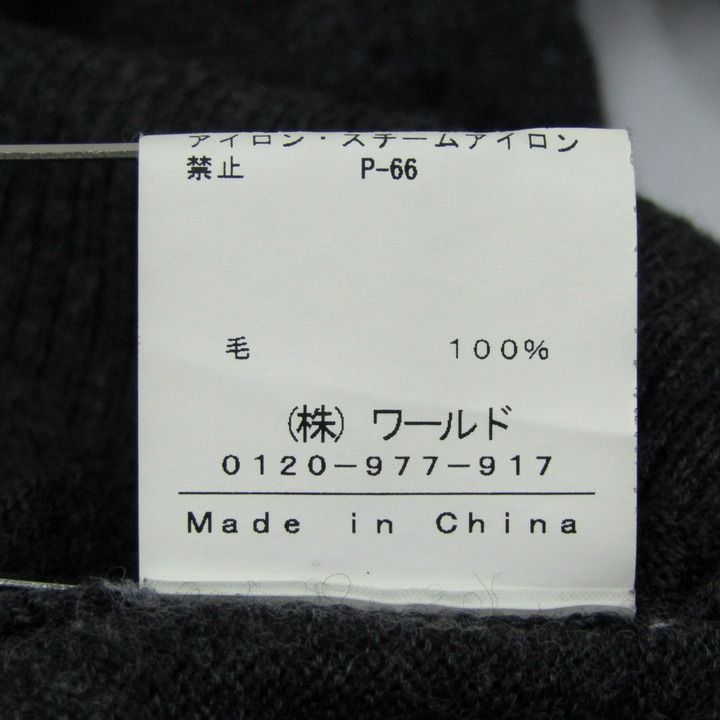 アイロン・スチームアイロン
禁止 P-66
毛 100%
(株) ワールド
0120-977-917
Made in China